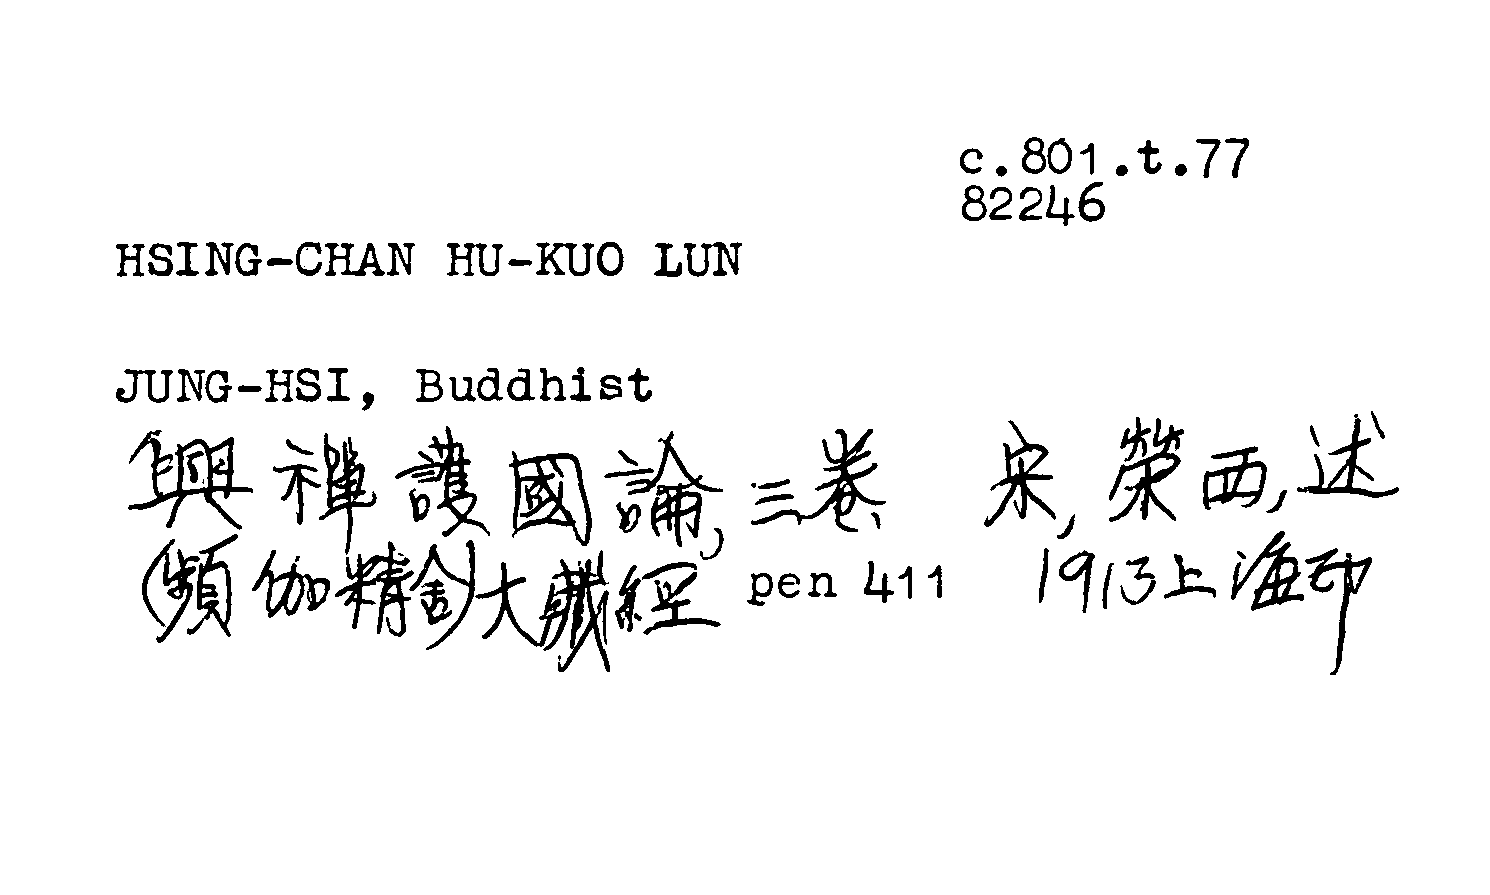 c.801.t.77
82246
HSING-CHAN HU-KUO LUN
JUNG-HSI, Buddhist
興禪護國論, 三卷 宋, 榮西, 述
(頻伽精舍)大藏經 pen 411 1913上海印